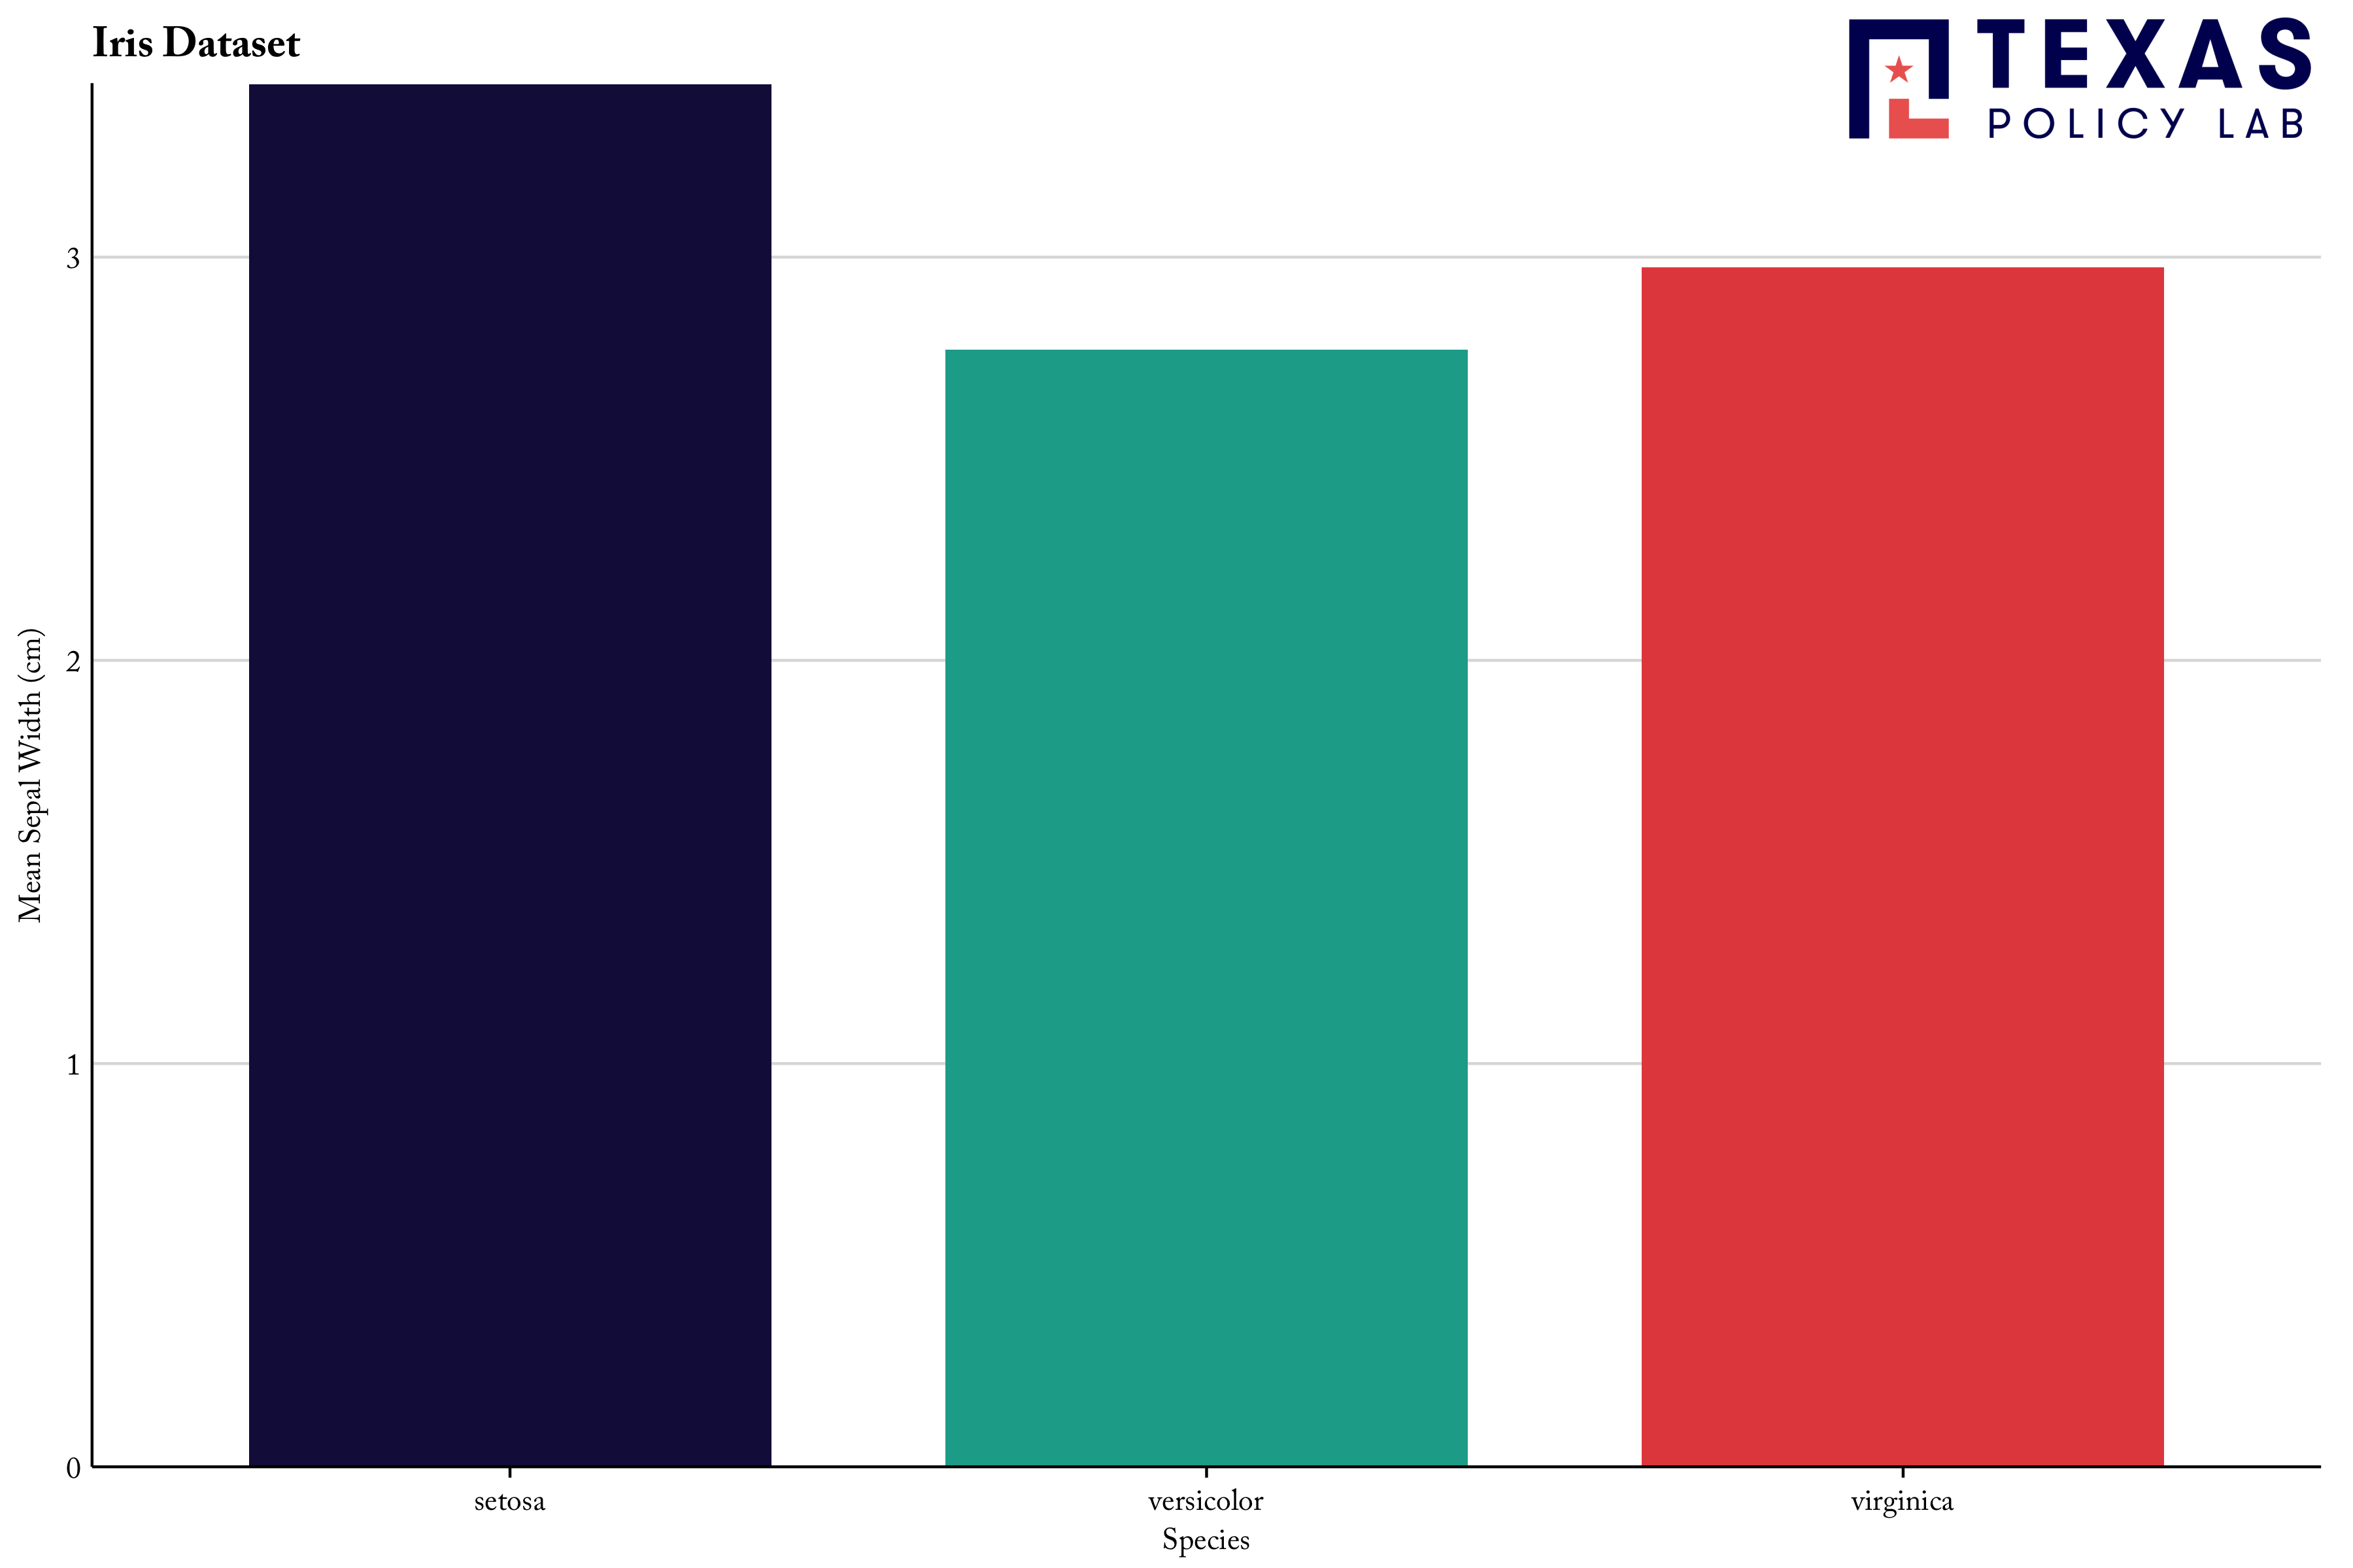 Iris Dataset
TEXAS
POLICY LAB
3
2
1
0
Mean Sepal Width (cm)
setosa
versicolor
virginica
Species